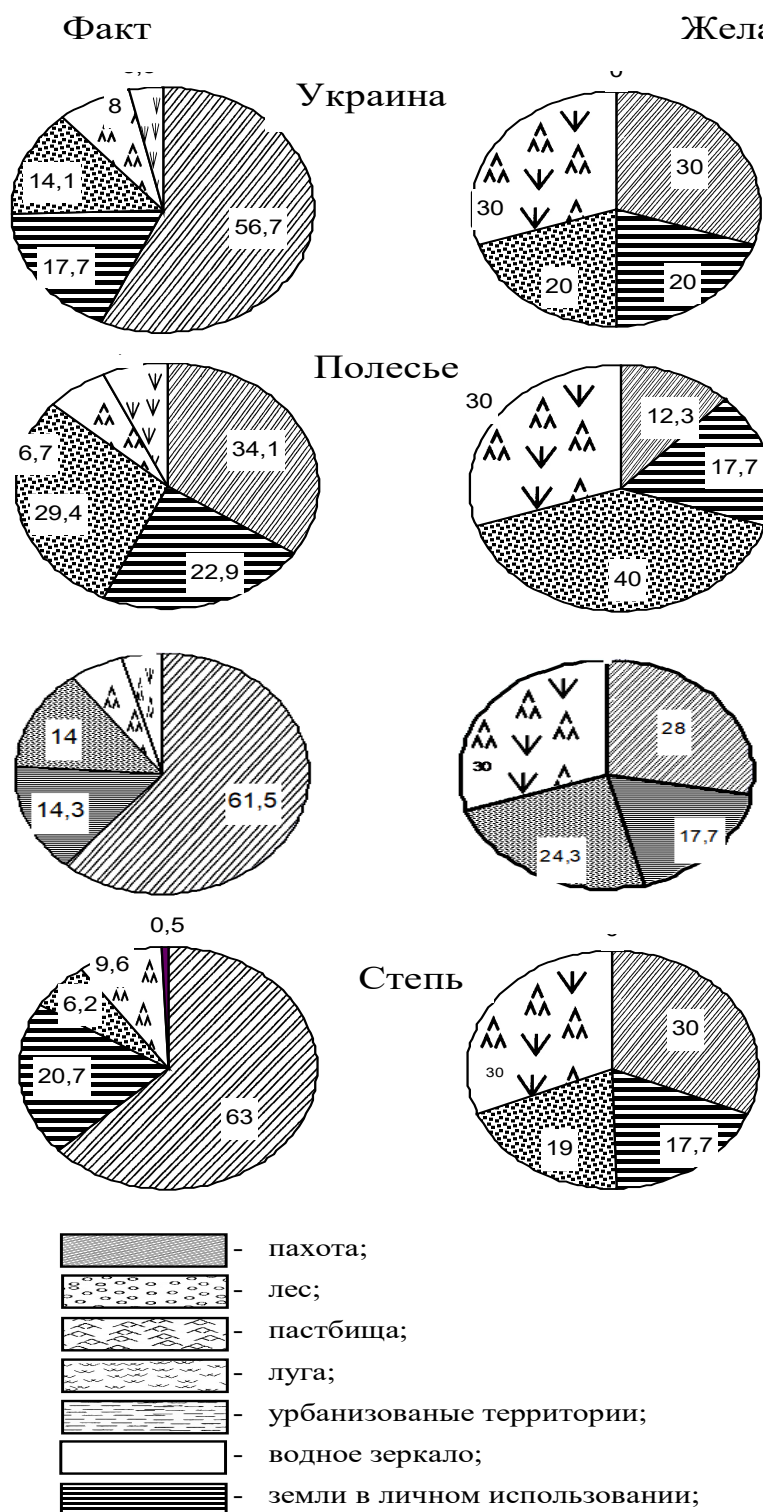 Факт
Украина
8
14,1
17,7
56,7
30
30
20
20
Полесье
6,7
29,4
22,9
34,1
30
12,3
17,7
40
14
14,3
61,5
30
28
24,3
17,7
Степь
0,5
9,6
6,2
20,7
63
30
30
19
17,7
- пахота;
- лес;
- пастбища;
- луга;
- урбанизованые территории;
- водное зеркало;
- земли в личном использовании;